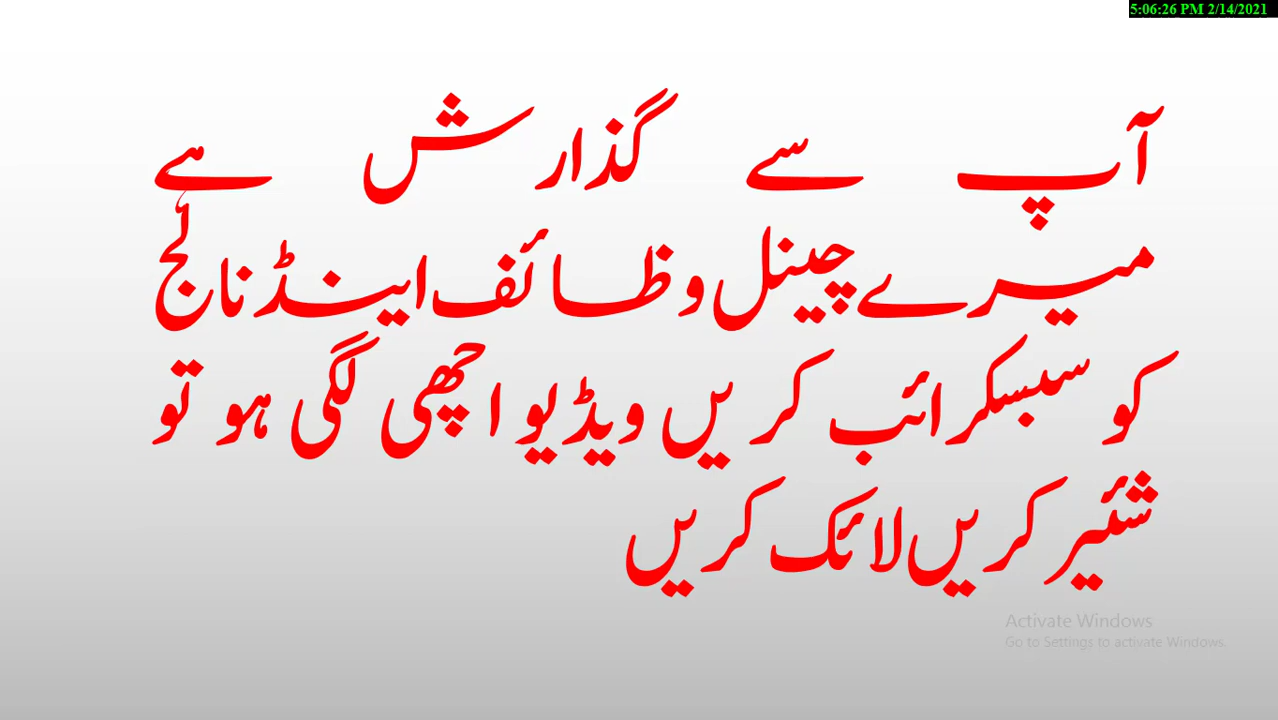 5:06:26 PM 2/14/2021
آپ سے گذارش ہے
میرے چینل وظائف اینڈ نالج
کو سبسکرائب کریں ویڈیو اچھی لگی ہو تو
شئیر کریں لائک کریں
Activate Windows
Go to Settings to activate Windows.